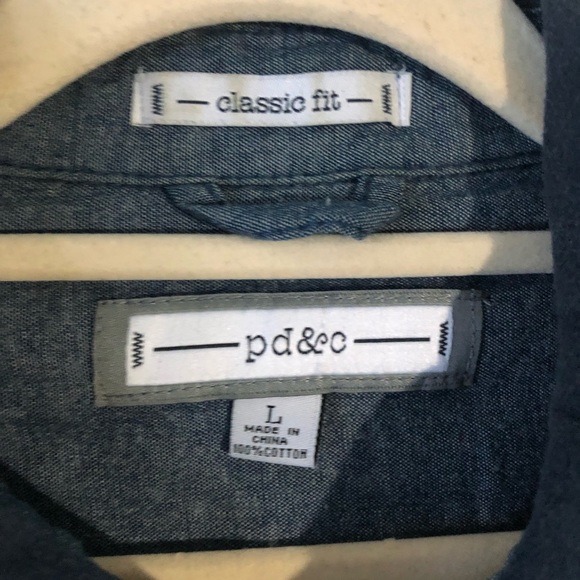 — classic fit —
— pd&c —
L
MADE IN
CHINA
100% COTTON